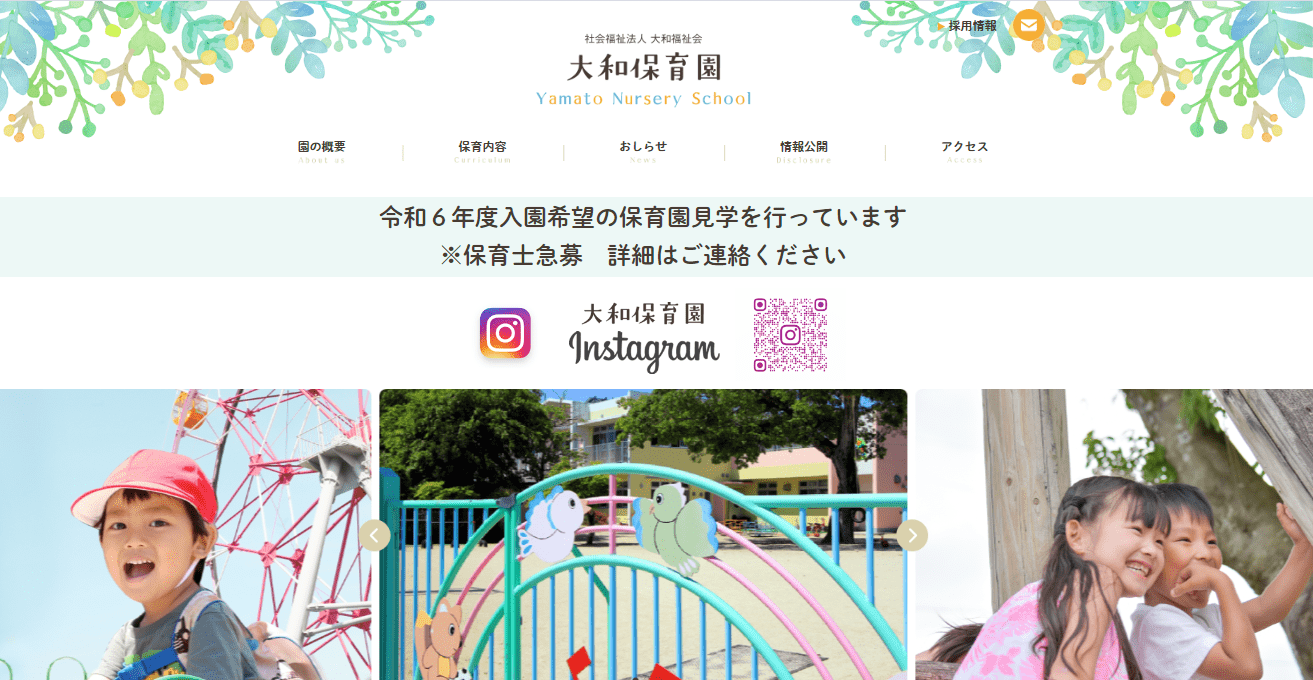 採用情報
社会福祉法人 大和福祉会
大和保育園
Yamato Nursery School
園の概要
About us
保育内容
Curriculum
おしらせ
News
情報公開
Disclosure
アクセス
Access
令和６年度入園希望の保育園見学を行っています
※保育士急募　詳細はご連絡ください
大和保育園
Instagram